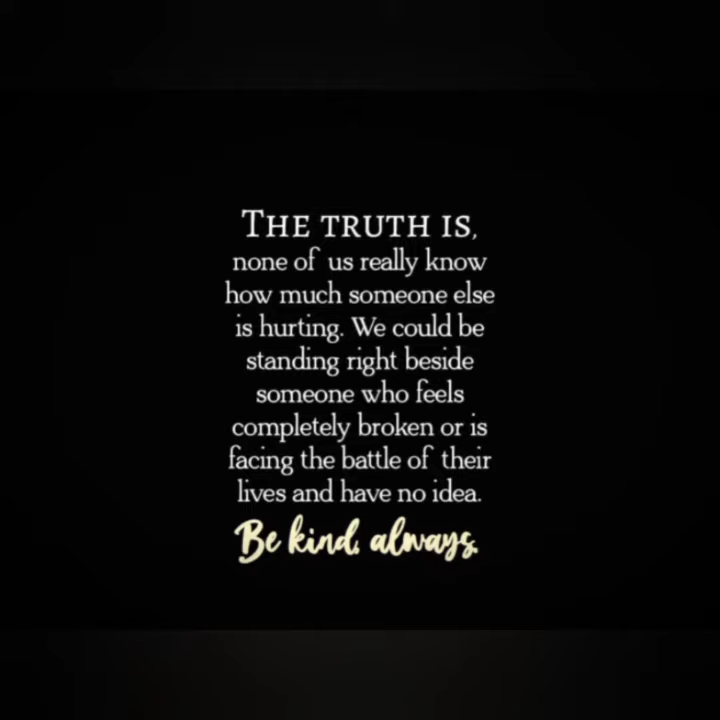 THE TRUTH IS,
none of us really know
how much someone else
is hurting. We could be
standing right beside
someone who feels
completely broken or is
facing the battle of their
lives and have no idea.
Be kind, always.